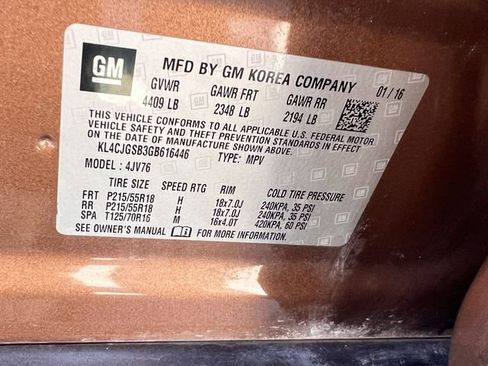 GM
MFD BY GM KOREA COMPANY 01/16
GVWR GAWR FRT GAWR RR
4409 LB 2348 LB 2194 LB
THIS VEHICLE CONFORMS TO ALL APPLICABLE U.S. FEDERAL MOTOR
VEHICLE SAFETY AND THEFT PREVENTION STANDARDS IN EFFECT
ON THE DATE OF MANUFACTURE SHOWN ABOVE.
KL4CJGSB3GB616446 TYPE: MPV
MODEL: 4JV76
TIRE SIZE SPEED RTG RIM COLD TIRE PRESSURE
FRT P215/55R18 H 18x7.0J 240KPA, 35 PSI
RR P215/55R18 H 18x7.0J 240KPA, 35 PSI
SPA T125/70R16 M 16x4.0T 420KPA, 60 PSI
SEE OWNER'S MANUAL FOR MORE INFORMATION.